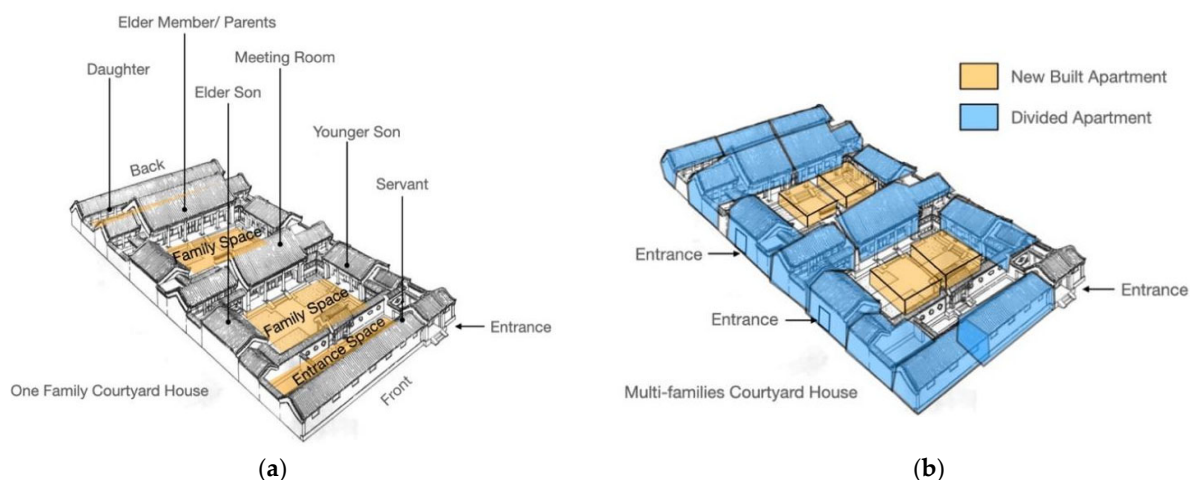 Elder Member/ Parents
Meeting Room
Daughter
Elder Son
Younger Son
Back
Servant
Family Space
Family Space
Entrance Space
Entrance
One Family Courtyard House
Front
(a)
New Built Apartment
Divided Apartment
Entrance
Entrance
Entrance
Multi-families Courtyard House
(b)